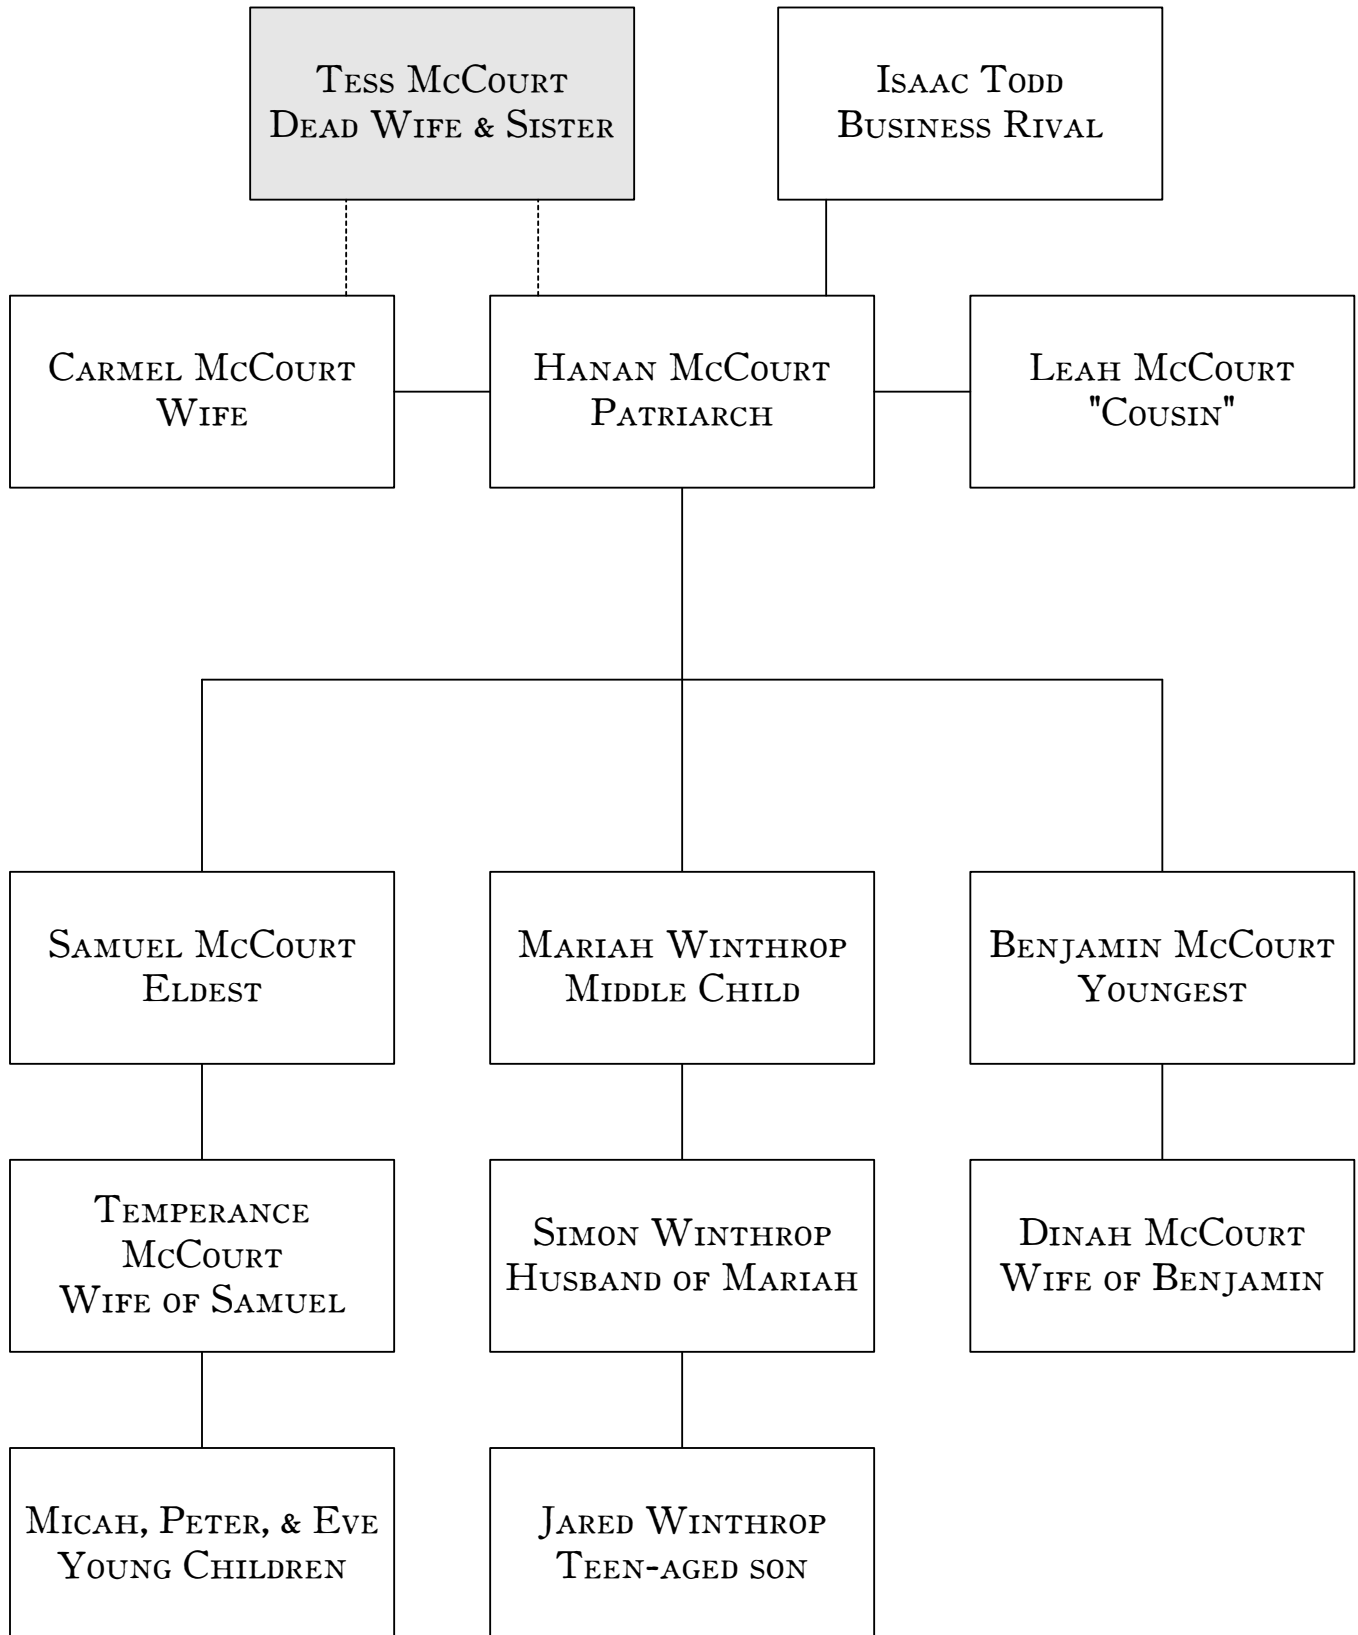 Tess McCourt
Dead Wife & Sister
Isaac Todd
Business Rival
Carmel McCourt
Wife
Hanan McCourt
Patriarch
Leah McCourt
"Cousin"
Samuel McCourt
Eldest
Mariah Winthrop
Middle Child
Benjamin McCourt
Youngest
Temperance
McCourt
Wife of Samuel
Simon Winthrop
Husband of Mariah
Dinah McCourt
Wife of Benjamin
Micah, Peter, & Eve
Young Children
Jared Winthrop
Teen-aged son